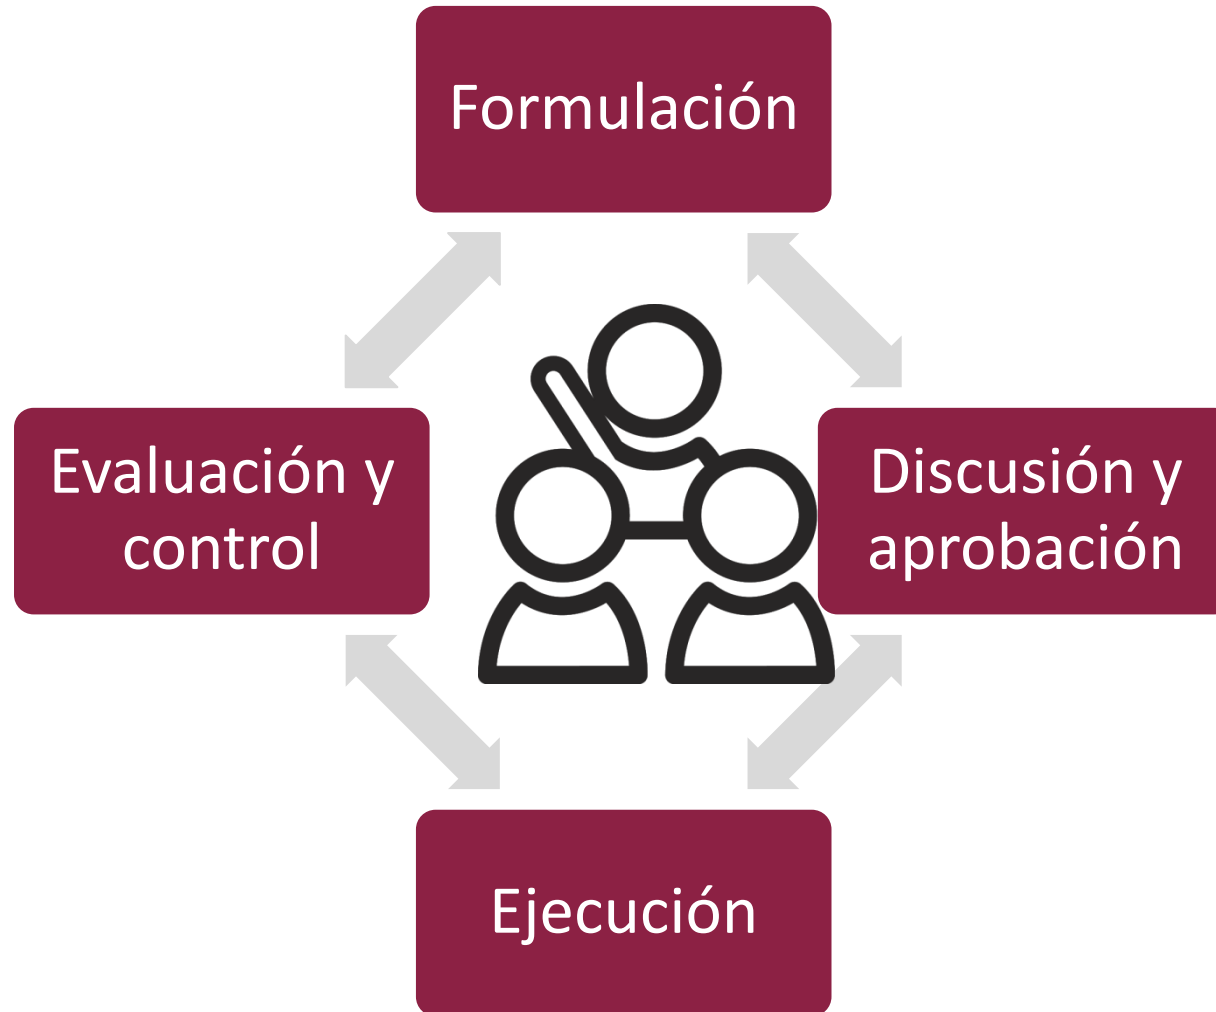 Formulación
Evaluación y
control
Discusión y
aprobación
Ejecución